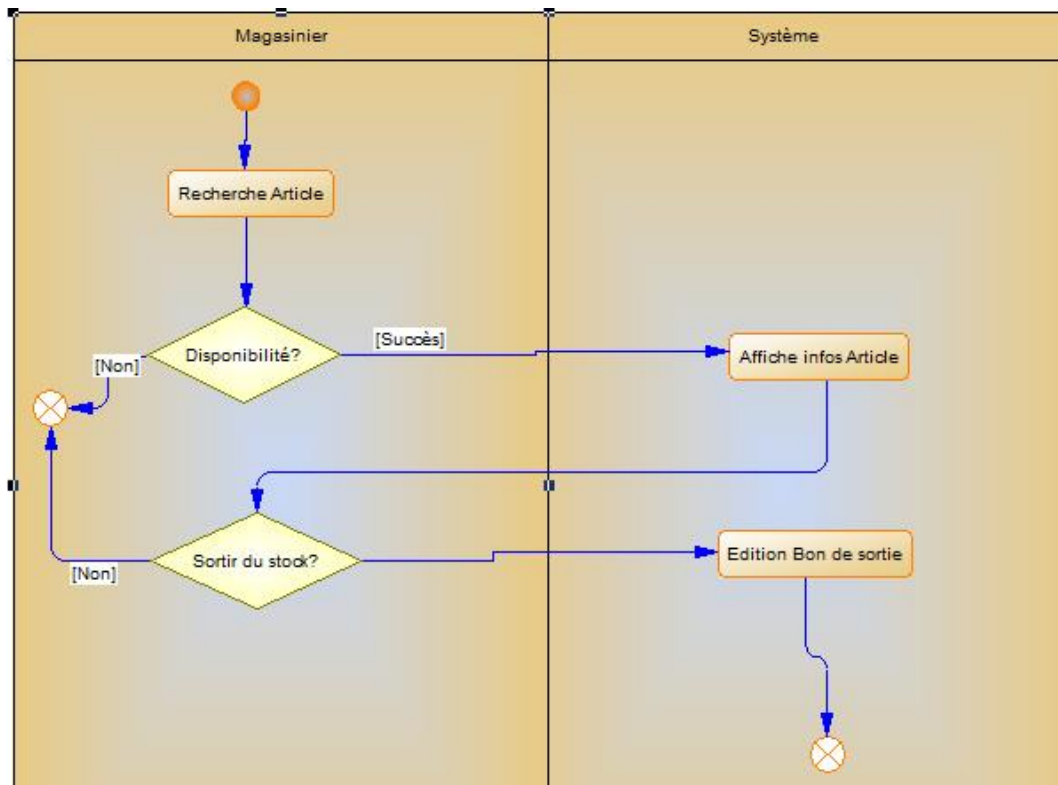 Magasinier
Système
Recherche Article
Disponibilité?
[Succès]
[Non]
Affiche infos Article
Sortir du stock?
[Non]
Edition Bon de sortie